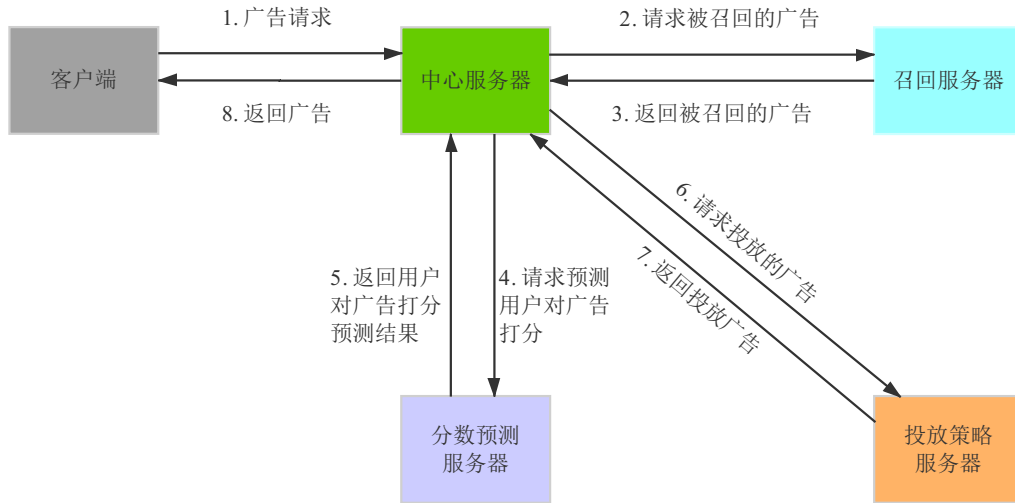 1. 广告请求
2. 请求被召回的广告
客户端
中心服务器
召回服务器
8. 返回广告
3. 返回被召回的广告
6. 请求投放的广告
7. 返回投放广告
5. 返回用户
对广告打分
预测结果
4. 请求预测
用户对广告
打分
分数预测
服务器
投放策略
服务器